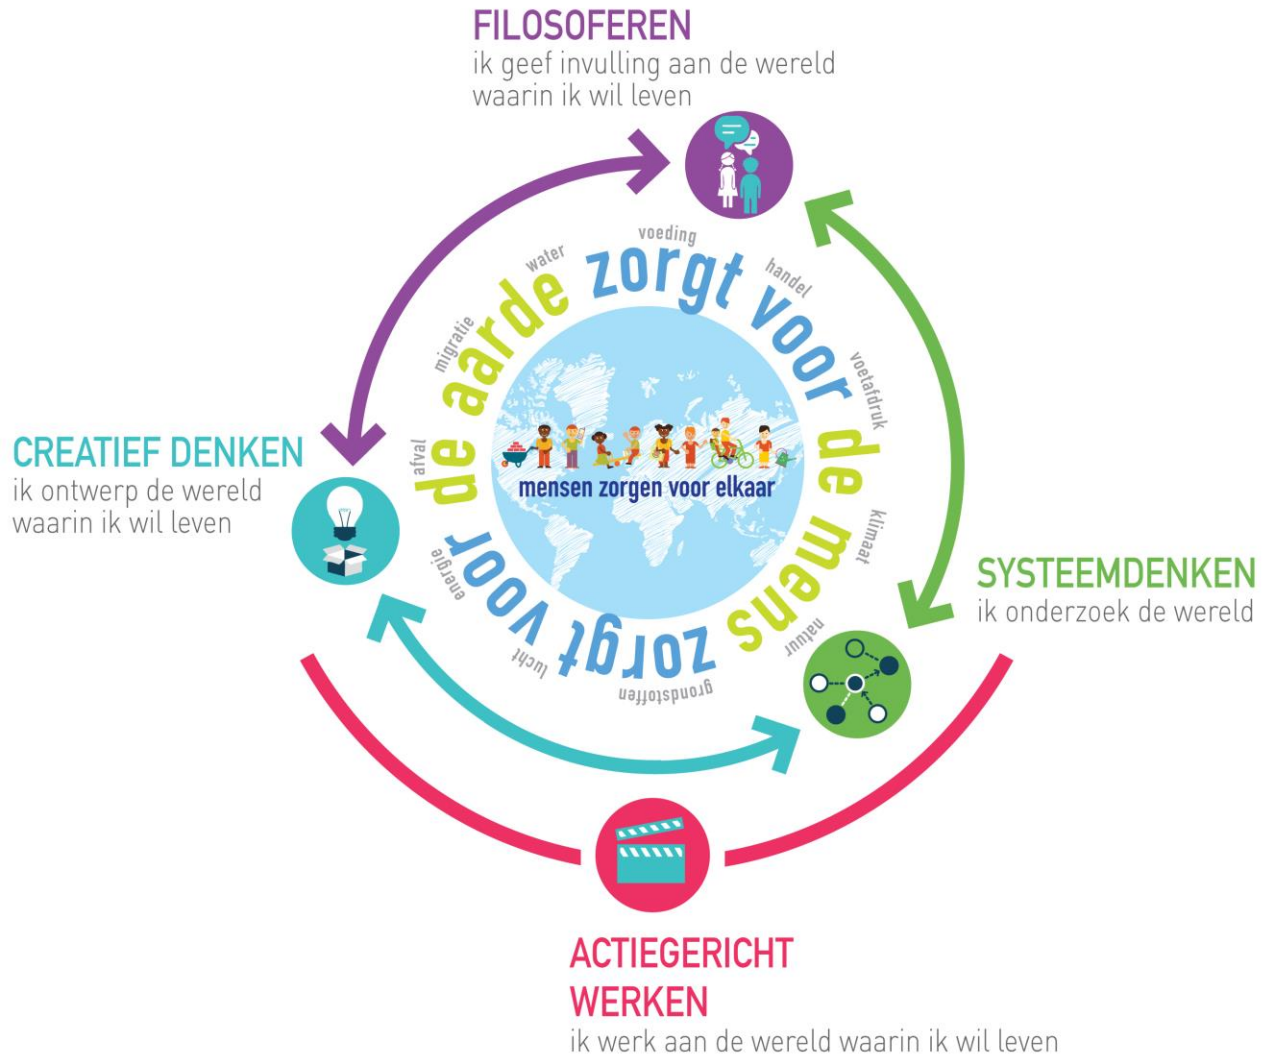 FILOSOFEREN
ik geef invulling aan de wereld
waarin ik wil leven
CREATIEF DENKEN
ik ontwerp de wereld
waarin ik wil leven
de aarde zorgt voor de mens zorgt voor
water
voeding
handel
voetafdruk
klimaat
natuur
grondstoffen
lucht
energie
afval
migratie
mensen zorgen voor elkaar
SYSTEEMDENKEN
ik onderzoek de wereld
ACTIEGERICHT
WERKEN
ik werk aan de wereld waarin ik wil leven